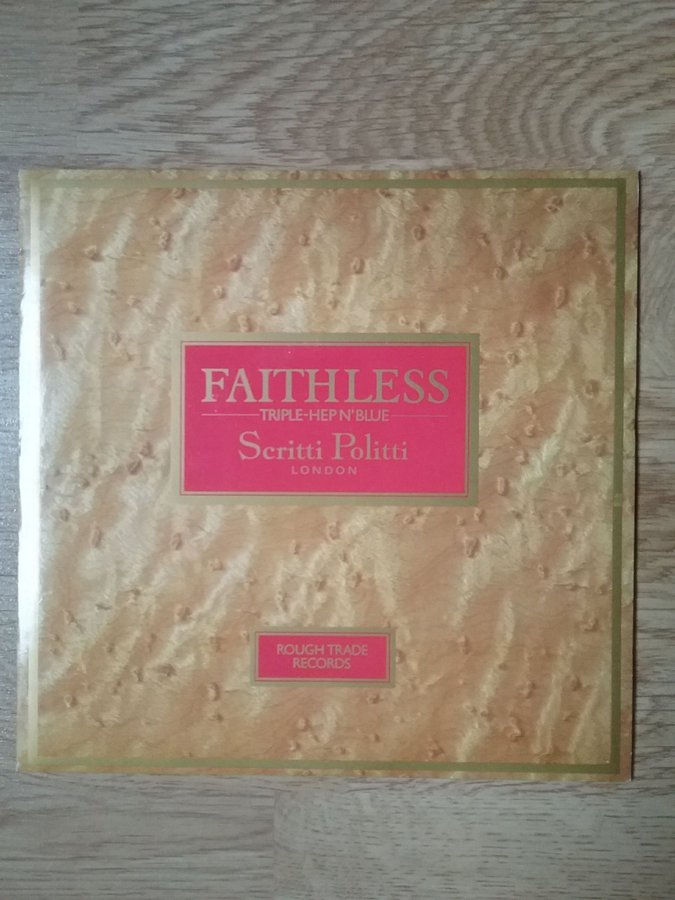 FAITHLESS
TRIPLE-HEP N' BLUE
Scritti Politti
LONDON
ROUGH TRADE
RECORDS